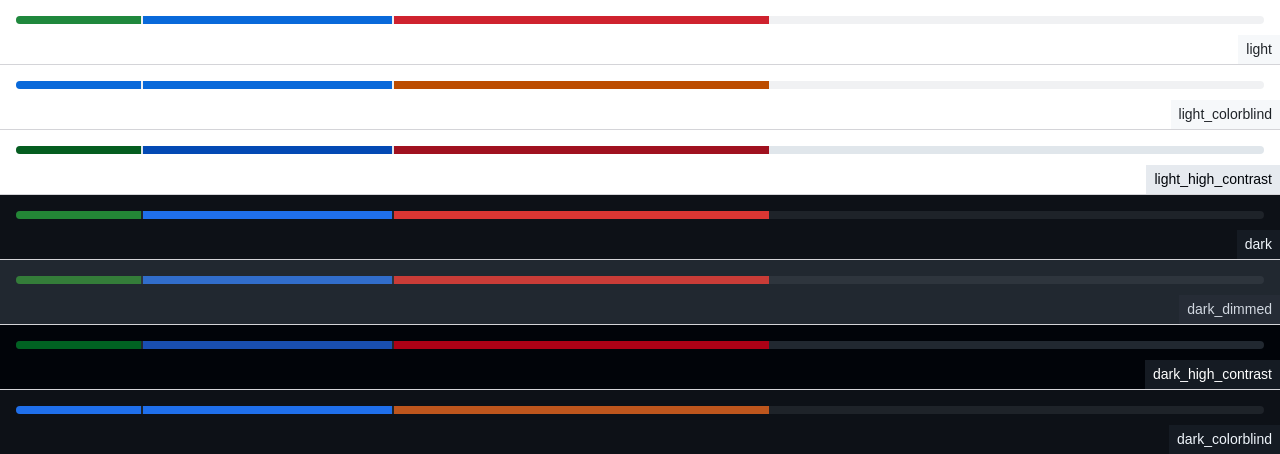 light
light_colorblind
light_high_contrast
dark
dark_dimmed
dark_high_contrast
dark_colorblind